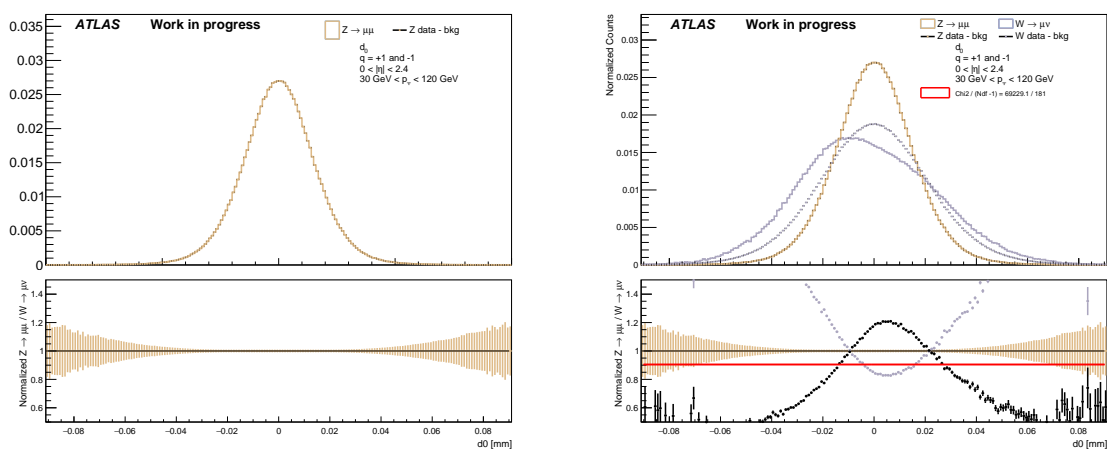 ATLAS Work in progress
Z → μμ Z data - bkg
d0
q = +1 and -1
0 < |η| < 2.4
30 GeV < pT < 120 GeV
0.035
0.03
0.025
0.02
0.015
0.01
0.005
0
Normalized Z → μμ / W → μν
1.4
1.2
1
0.8
0.6
−0.08 −0.06 −0.04 −0.02 0 0.02 0.04 0.06 0.08
d0 [mm]
ATLAS Work in progress
Z → μμ W → μν
Z data - bkg W data - bkg
d0
q = +1 and -1
0 < |η| < 2.4
30 GeV < pT < 120 GeV
Chi2 / (Ndf -1) = 69229.1 / 181
Normalized Counts
0.03
0.025
0.02
0.015
0.01
0.005
0
Normalized Z → μμ / W → μν
1.4
1.2
1
0.8
0.6
−0.08 −0.06 −0.04 −0.02 0 0.02 0.04 0.06 0.08
d0 [mm]